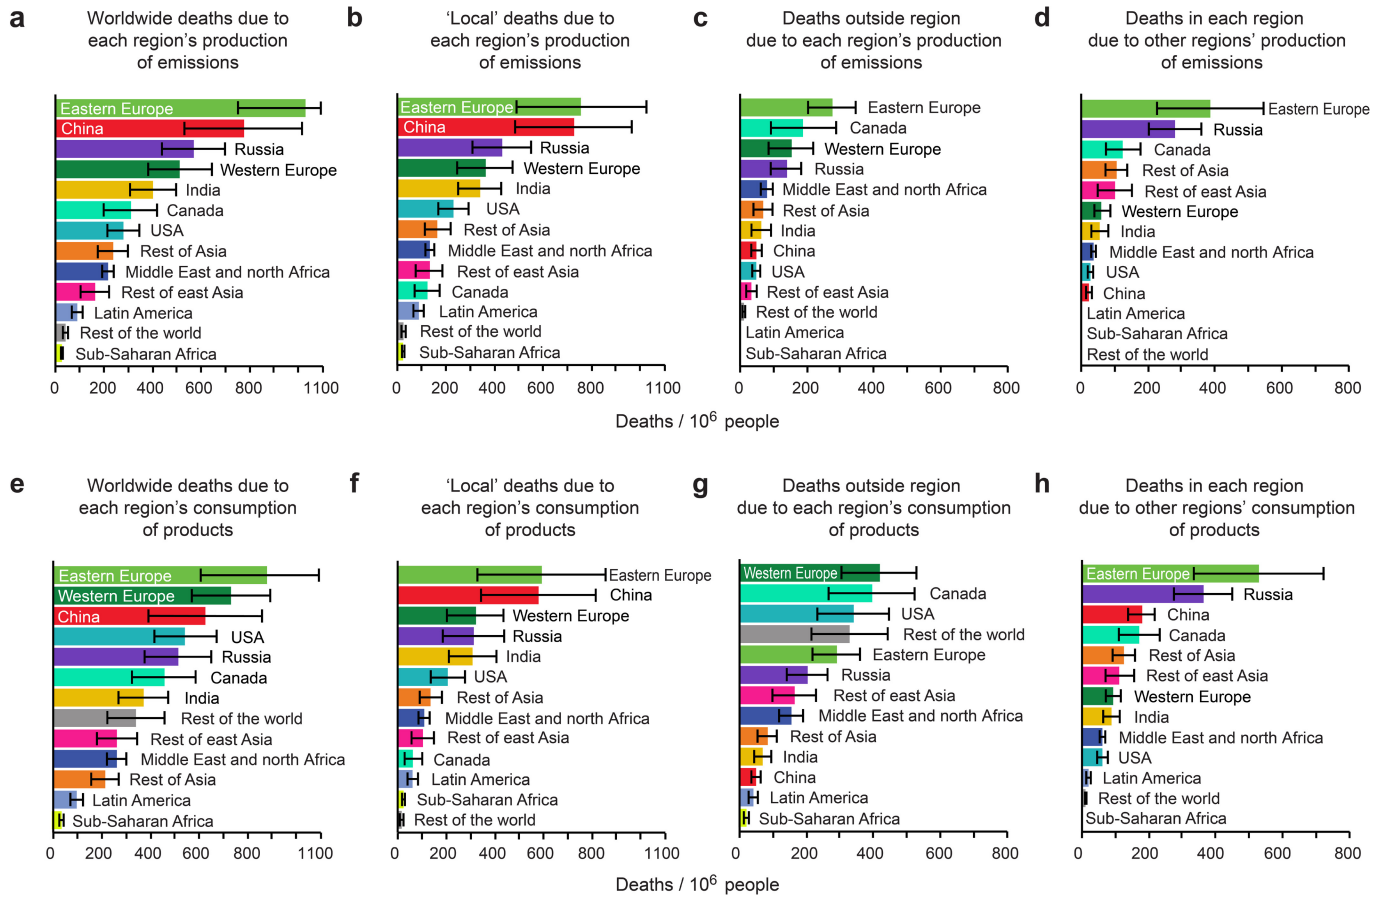 a
Worldwide deaths due to
each region’s production
of emissions
Eastern Europe
China
Russia
Western Europe
India
Canada
USA
Rest of Asia
Middle East and north Africa
Rest of east Asia
Latin America
Rest of the world
Sub-Saharan Africa
0 200 400 600 800 1100
b
‘Local’ deaths due to
each region’s production
of emissions
Eastern Europe
China
Russia
Western Europe
India
USA
Rest of Asia
Middle East and north Africa
Rest of east Asia
Canada
Latin America
Rest of the world
Sub-Saharan Africa
0 200 400 600 800 1100
c
Deaths outside region
due to each region’s production
of emissions
Eastern Europe
Canada
Western Europe
Russia
Middle East and north Africa
Rest of Asia
India
China
USA
Rest of east Asia
Rest of the world
Latin America
Sub-Saharan Africa
0 200 400 600 800
d
Deaths in each region
due to other regions’ production
of emissions
Eastern Europe
Russia
Canada
Rest of Asia
Rest of east Asia
Western Europe
India
Middle East and north Africa
USA
China
Latin America
Sub-Saharan Africa
Rest of the world
0 200 400 600 800
Deaths / 10⁶ people
e
Worldwide deaths due to
each region’s consumption
of products
Eastern Europe
Western Europe
China
USA
Russia
Canada
India
Rest of the world
Rest of east Asia
Middle East and north Africa
Rest of Asia
Latin America
Sub-Saharan Africa
0 200 400 600 800 1100
f
‘Local’ deaths due to
each region’s consumption
of products
Eastern Europe
China
Western Europe
Russia
India
USA
Rest of Asia
Middle East and north Africa
Rest of east Asia
Canada
Latin America
Sub-Saharan Africa
Rest of the world
0 200 400 600 800 1100
g
Deaths outside region
due to each region’s consumption
of products
Western Europe
Canada
USA
Rest of the world
Eastern Europe
Russia
Rest of east Asia
Middle East and north Africa
Rest of Asia
India
China
Latin America
Sub-Saharan Africa
0 200 400 600 800
h
Deaths in each region
due to other regions’ consumption
of products
Eastern Europe
Russia
China
Canada
Rest of Asia
Rest of east Asia
Western Europe
India
Middle East and north Africa
USA
Latin America
Rest of the world
Sub-Saharan Africa
0 200 400 600 800
Deaths / 10⁶ people